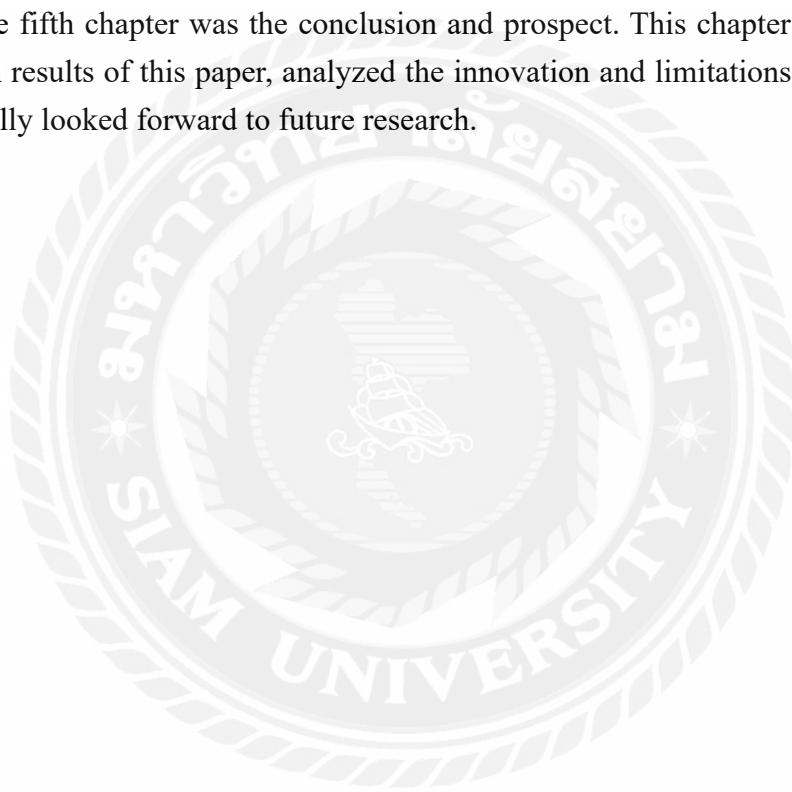 e fifth chapter was the conclusion and prospect. This chapter
results of this paper, analyzed the innovation and limitations
lly looked forward to future research.
มหาวิทยาลัยสยาม
SIAM UNIVERSITY